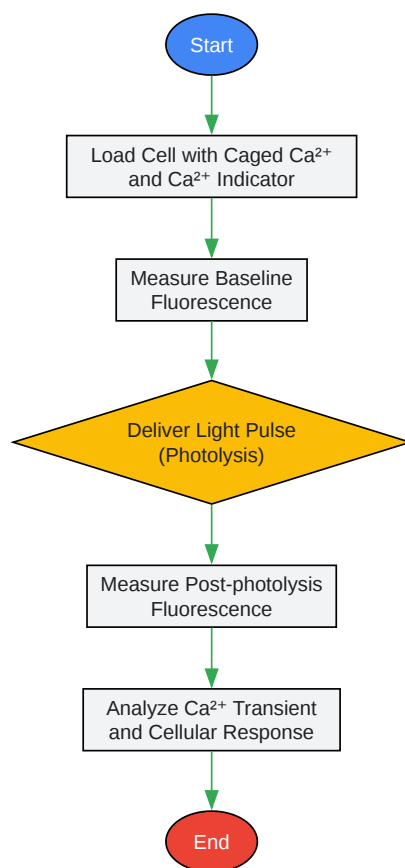 Start
Load Cell with Caged Ca²⁺
and Ca²⁺ Indicator
Measure Baseline
Fluorescence
Deliver Light Pulse
(Photolysis)
Measure Post-photolysis
Fluorescence
Analyze Ca²⁺ Transient
and Cellular Response
End